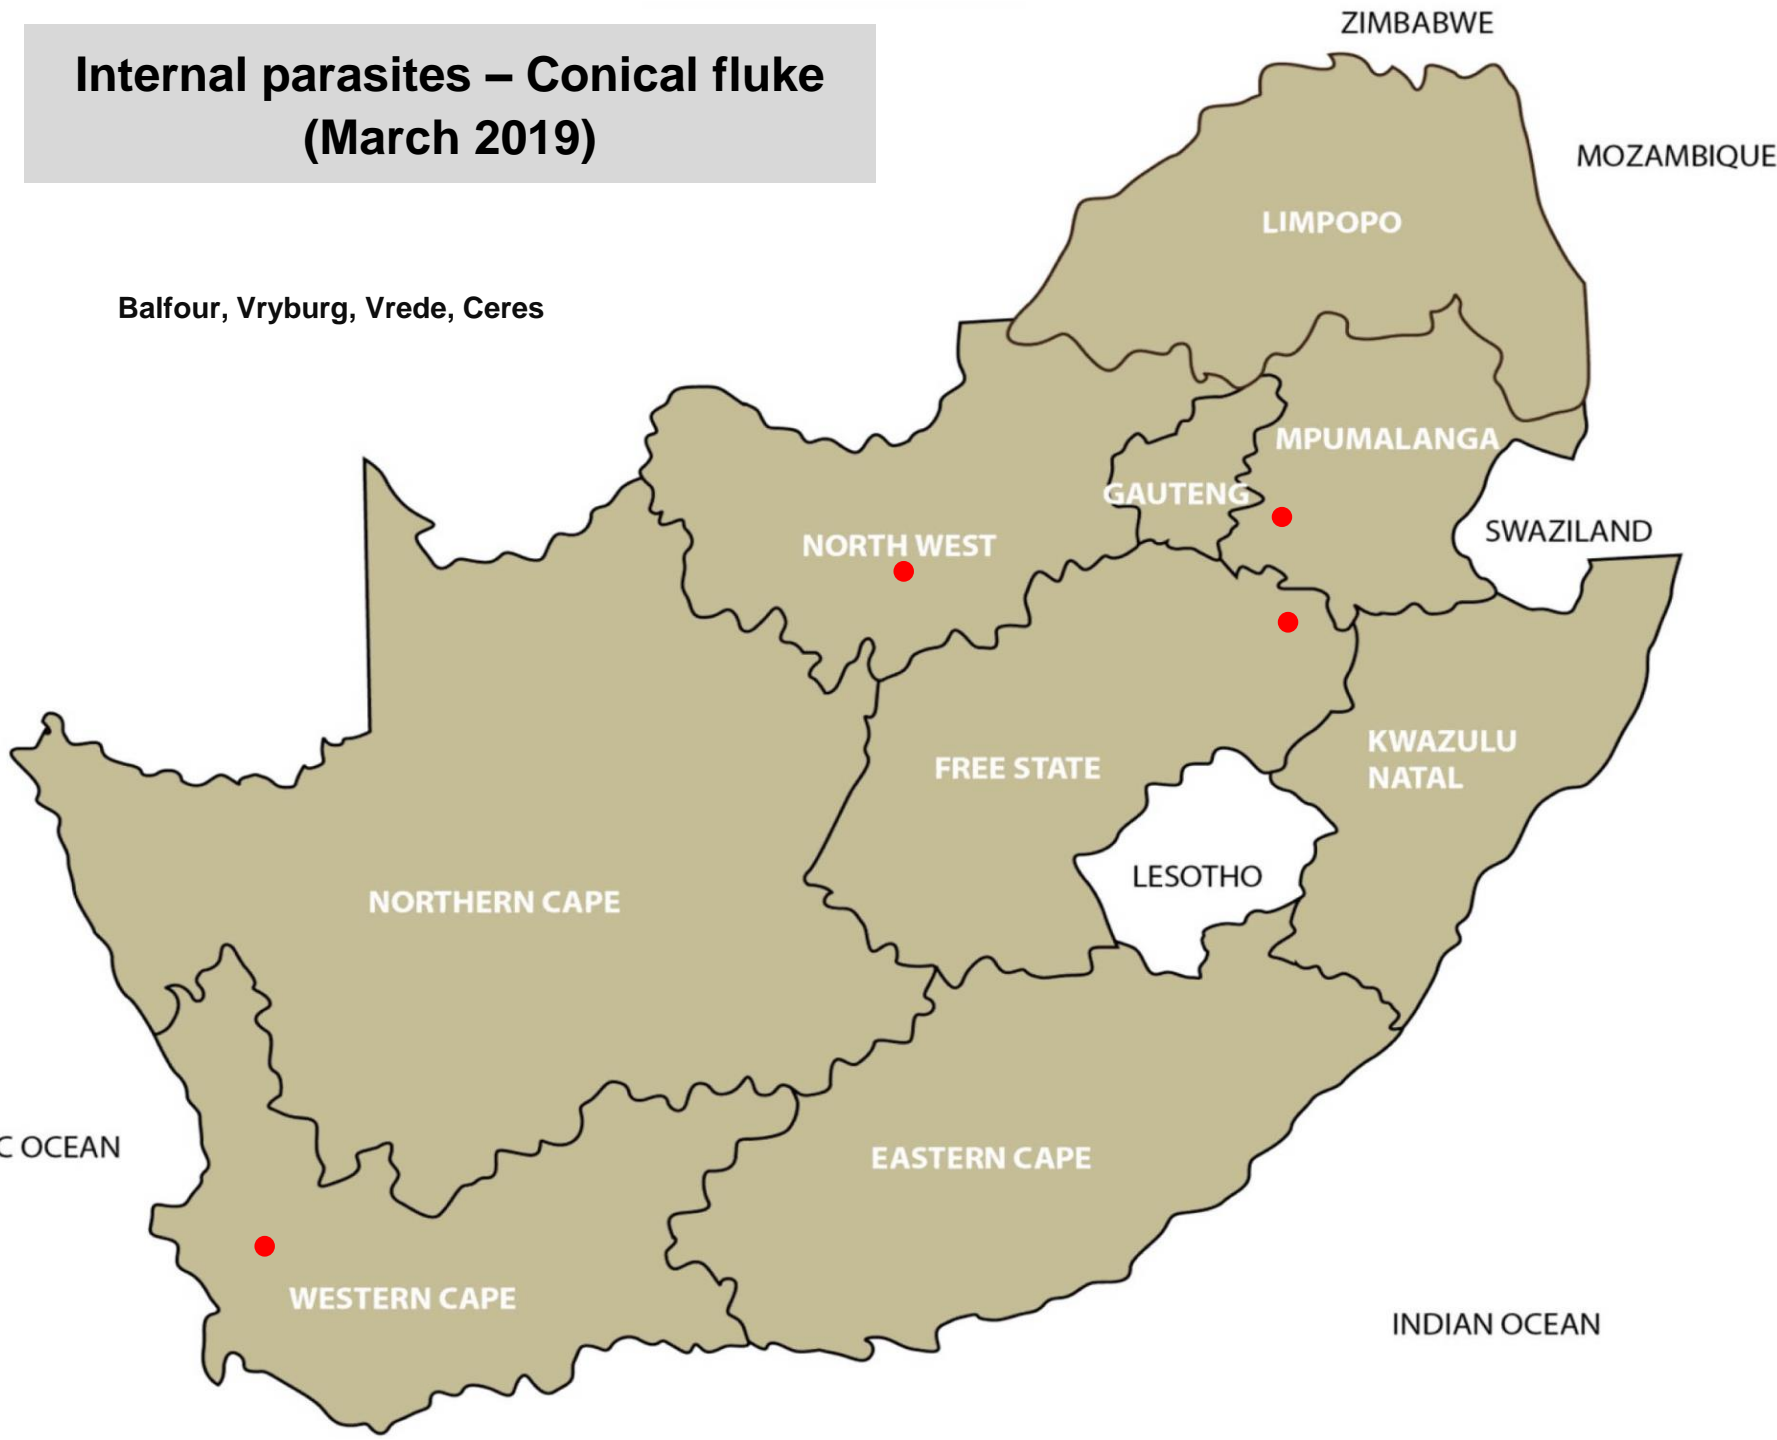 Internal parasites – Conical fluke
(March 2019)
ZIMBABWE
MOZAMBIQUE
LIMPOPO
Balfour, Vryburg, Vrede, Ceres
MPUMALANGA
GAUTENG
SWAZILAND
NORTH WEST
KWAZULU
NATAL
FREE STATE
LESOTHO
NORTHERN CAPE
C OCEAN
EASTERN CAPE
WESTERN CAPE
INDIAN OCEAN